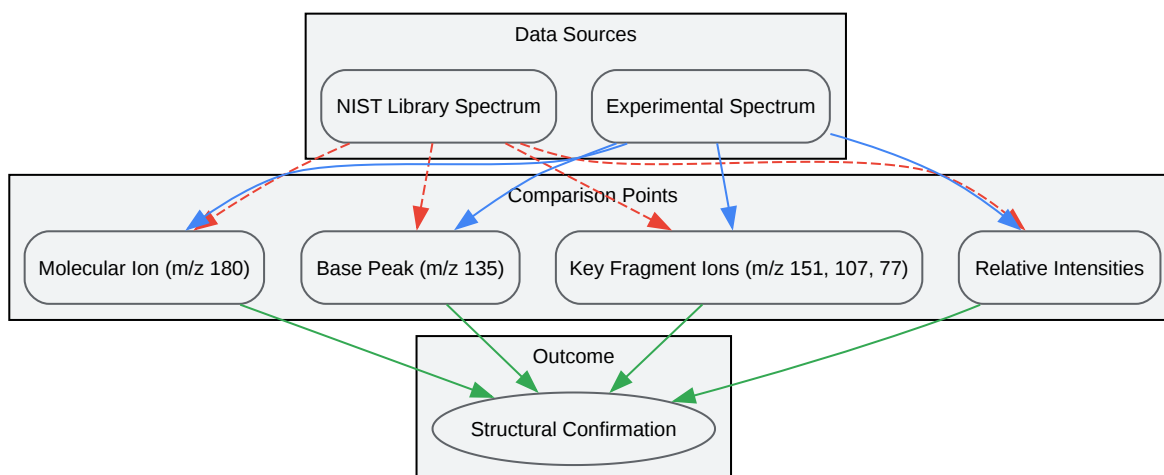 Data Sources
NIST Library Spectrum
Experimental Spectrum
Comparison Points
Molecular Ion (m/z 180)
Base Peak (m/z 135)
Key Fragment Ions (m/z 151, 107, 77)
Relative Intensities
Outcome
Structural Confirmation